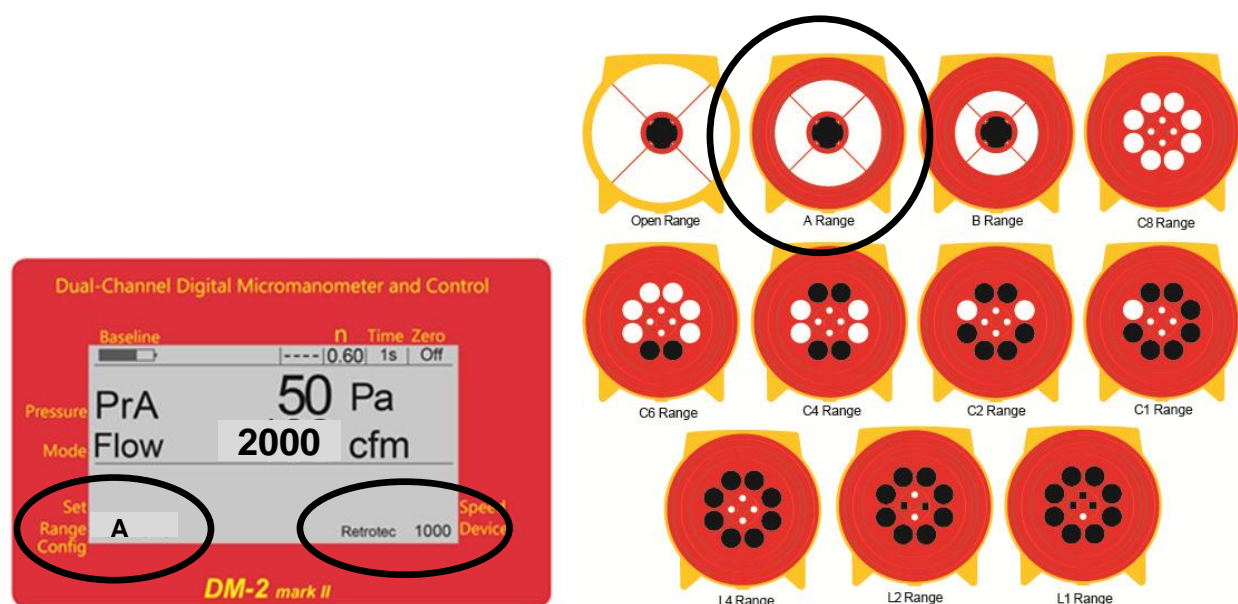 Dual-Channel Digital Micromanometer and Control
Baseline n Time Zero
|----|0.60| 1s | Off
Pressure PrA 50 Pa
Mode Flow 2000 cfm
Set Speed
Range A Retrotec 1000 Device
Config
DM-2 mark II
Open Range A Range B Range C8 Range
C6 Range C4 Range C2 Range C1 Range
L4 Range L2 Range L1 Range